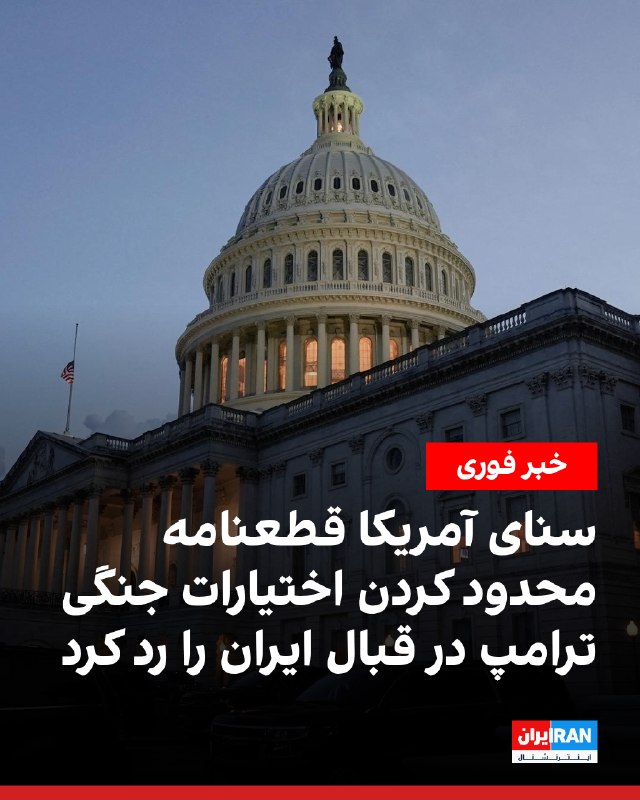 خبر فوری
سنای آمریکا قطعنامه
محدود کردن اختیارات جنگی
ترامپ در قبال ایران را رد کرد
ایران IRAN
اینترنشنال